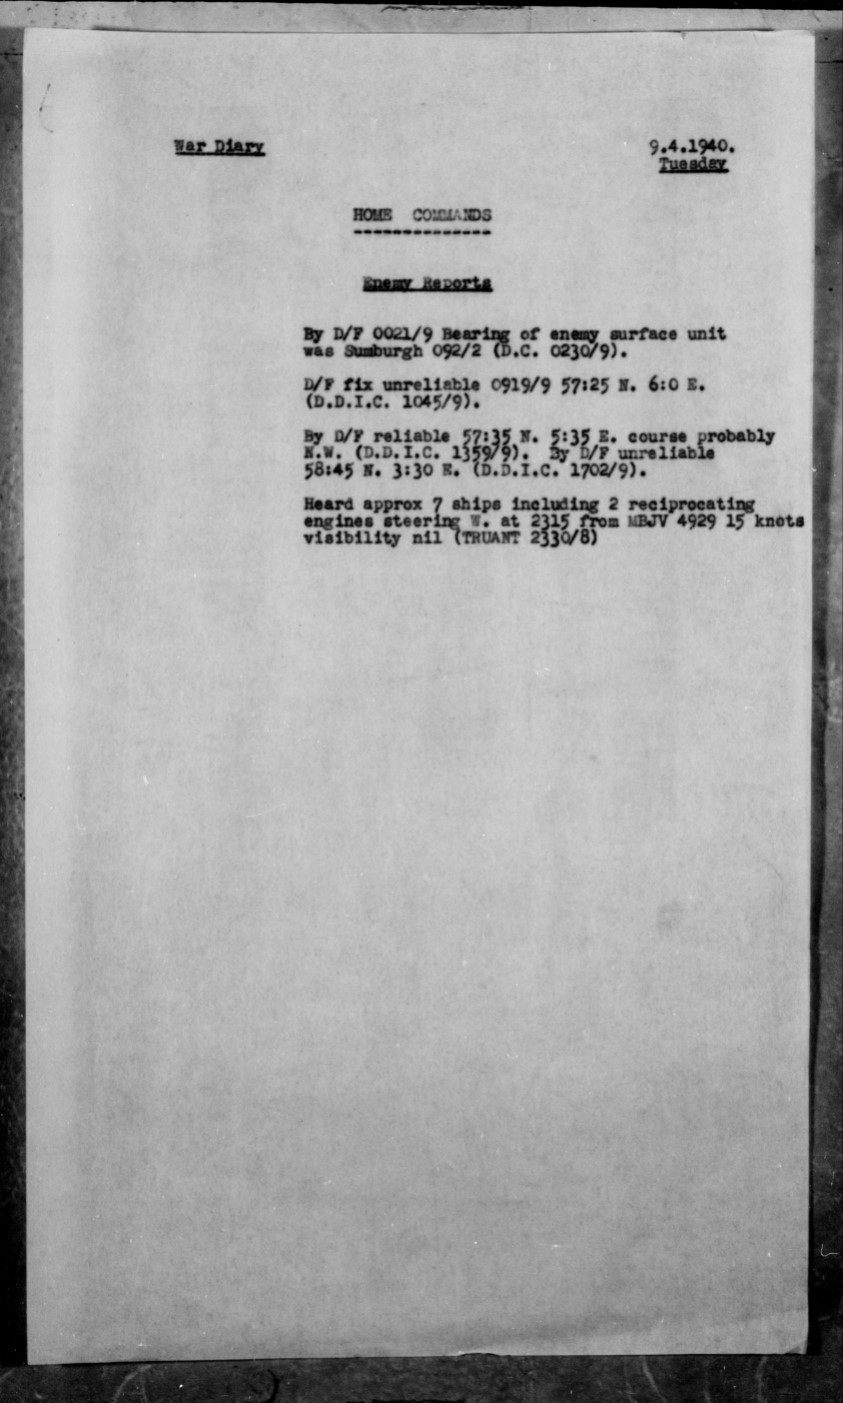 War Diary
9.4.1940.
Tuesday
HOME COMMANDS
Enemy Reports
By D/F 0021/9 Bearing of enemy surface unit
was Sumburgh 092/2 (D.C. 0230/9).
D/F fix unreliable 0919/9 57:25 N. 6:0 E.
(D.D.I.C. 1045/9).
By D/F reliable 57:35 N. 5:35 E. course probably
N.W. (D.D.I.C. 1359/9). By D/F unreliable
58:45 N. 3:30 E. (D.D.I.C. 1702/9).
Heard approx 7 ships including 2 reciprocating
engines steering W. at 2315 from MBJV 4929 15 knots
visibility nil (TRUANT 2330/8)